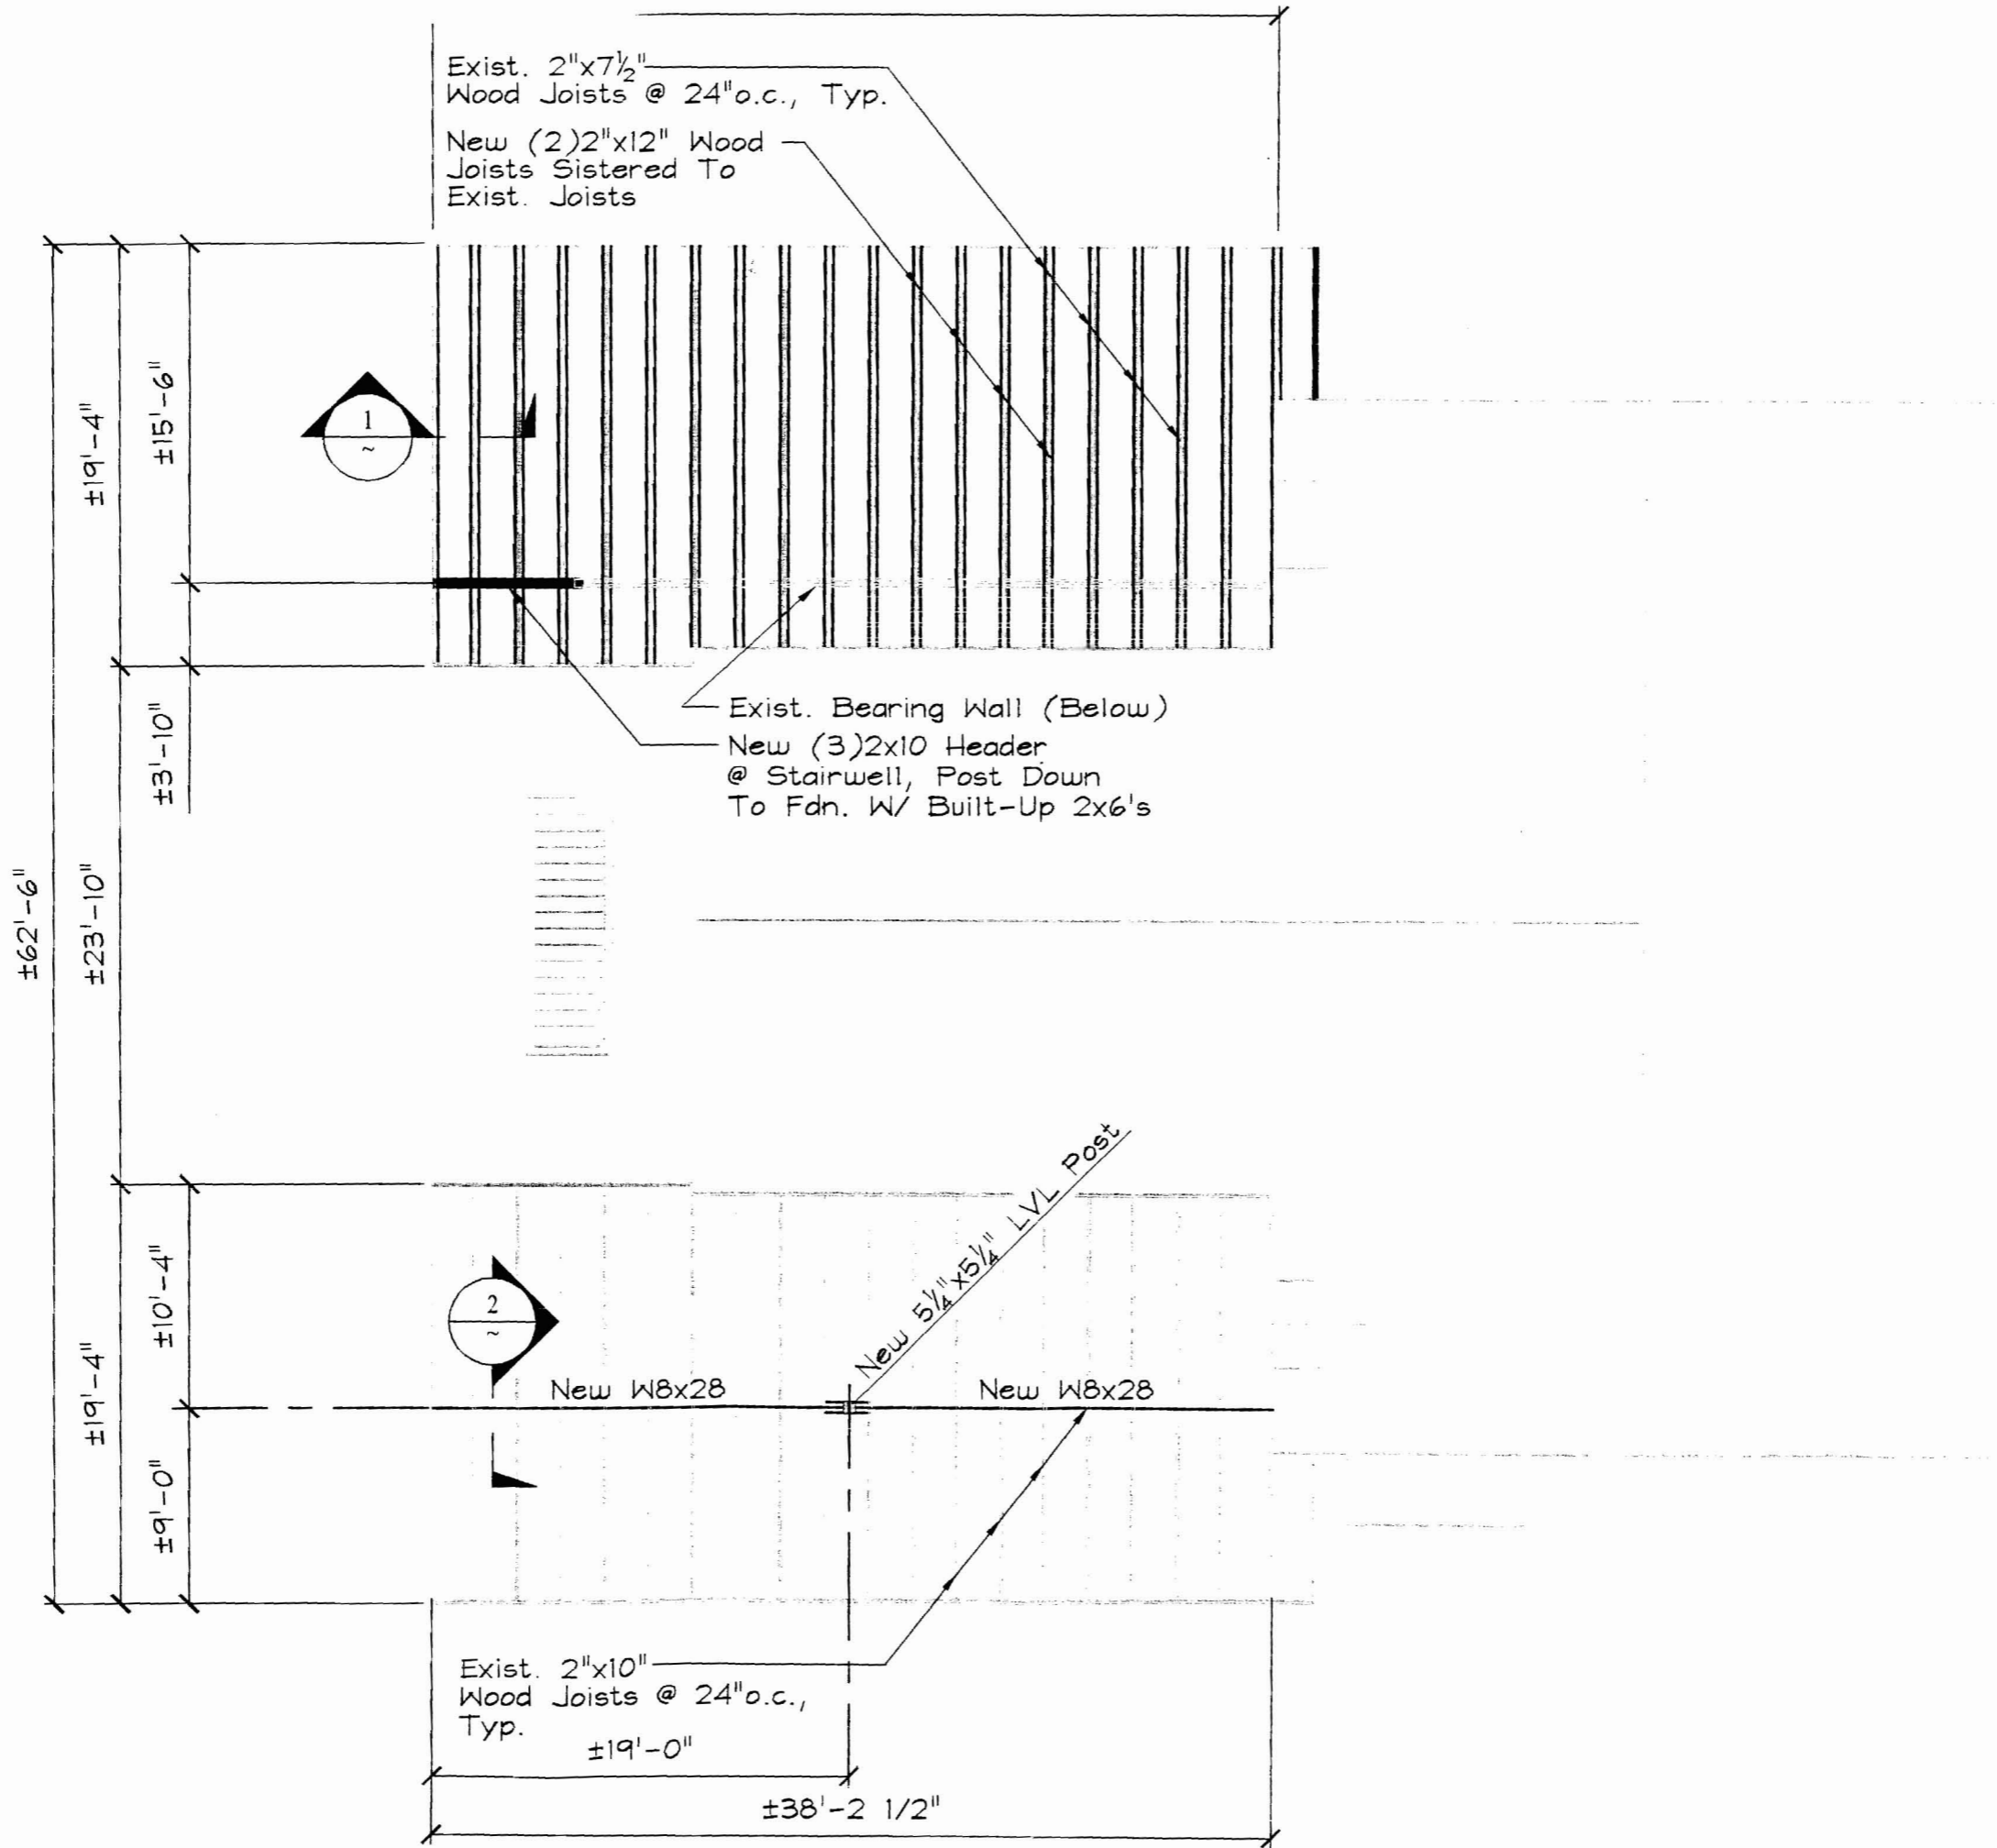 Exist. 2"x7½"
Wood Joists @ 24"o.c., Typ.
New (2)2"x12" Wood
Joists Sistered To
Exist. Joists
±15'-6"
±19'-4"
1
~
Exist. Bearing Wall (Below)
New (3)2x10 Header
@ Stairwell, Post Down
To Fdn. W/ Built-Up 2x6's
±3'-10"
±62'-6"
±23'-10"
New 5¼"x5¼" LVL Post
±10'-4"
2
~
New W8x28
New W8x28
±19'-4"
±9'-0"
Exist. 2"x10"
Wood Joists @ 24"o.c.,
Typ.
±19'-0"
±38'-2 1/2"